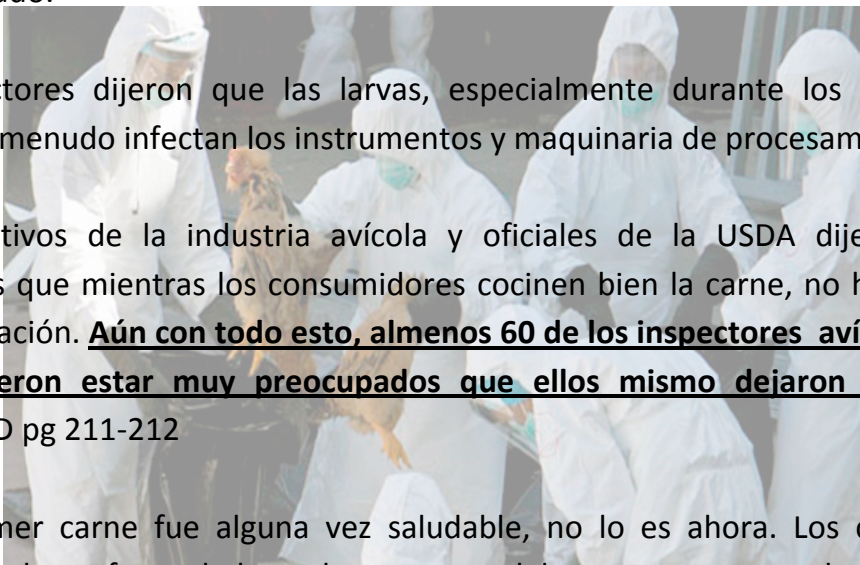 ctores dijeron que las larvas, especialmente durante los
menudo infectan los instrumentos y maquinaria de procesam
tivos de la industria avícola y oficiales de la USDA dije
s que mientras los consumidores cocinen bien la carne, no h
ación. Aún con todo esto, almenos 60 de los inspectores aví
eron estar muy preocupados que ellos mismo dejaron
D pg 211-212
mer carne fue alguna vez saludable, no lo es ahora. Los